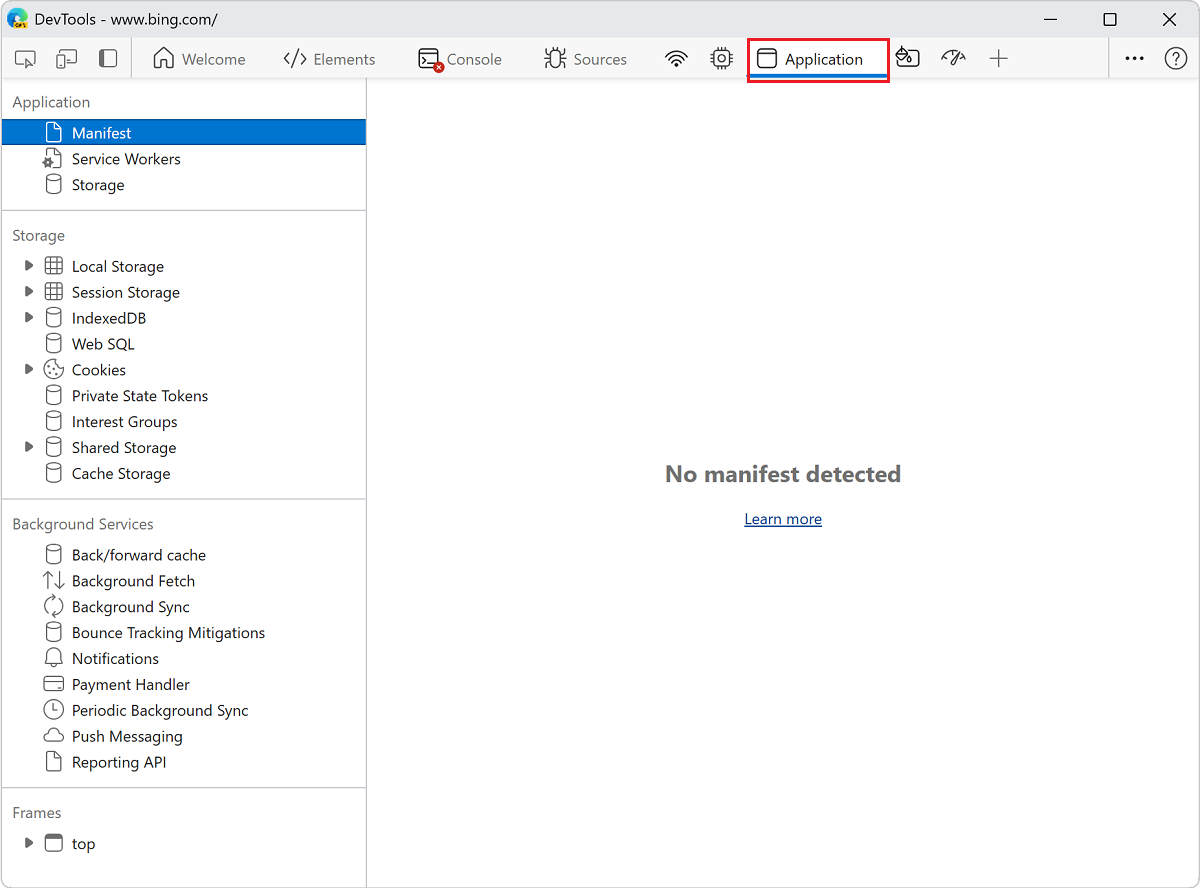 DevTools - www.bing.com/
Welcome
Elements
Console
Sources
Application
Application
Manifest
Service Workers
Storage
Storage
Local Storage
Session Storage
IndexedDB
Web SQL
Cookies
Private State Tokens
Interest Groups
Shared Storage
Cache Storage
Background Services
Back/forward cache
Background Fetch
Background Sync
Bounce Tracking Mitigations
Notifications
Payment Handler
Periodic Background Sync
Push Messaging
Reporting API
Frames
top
No manifest detected
Learn more